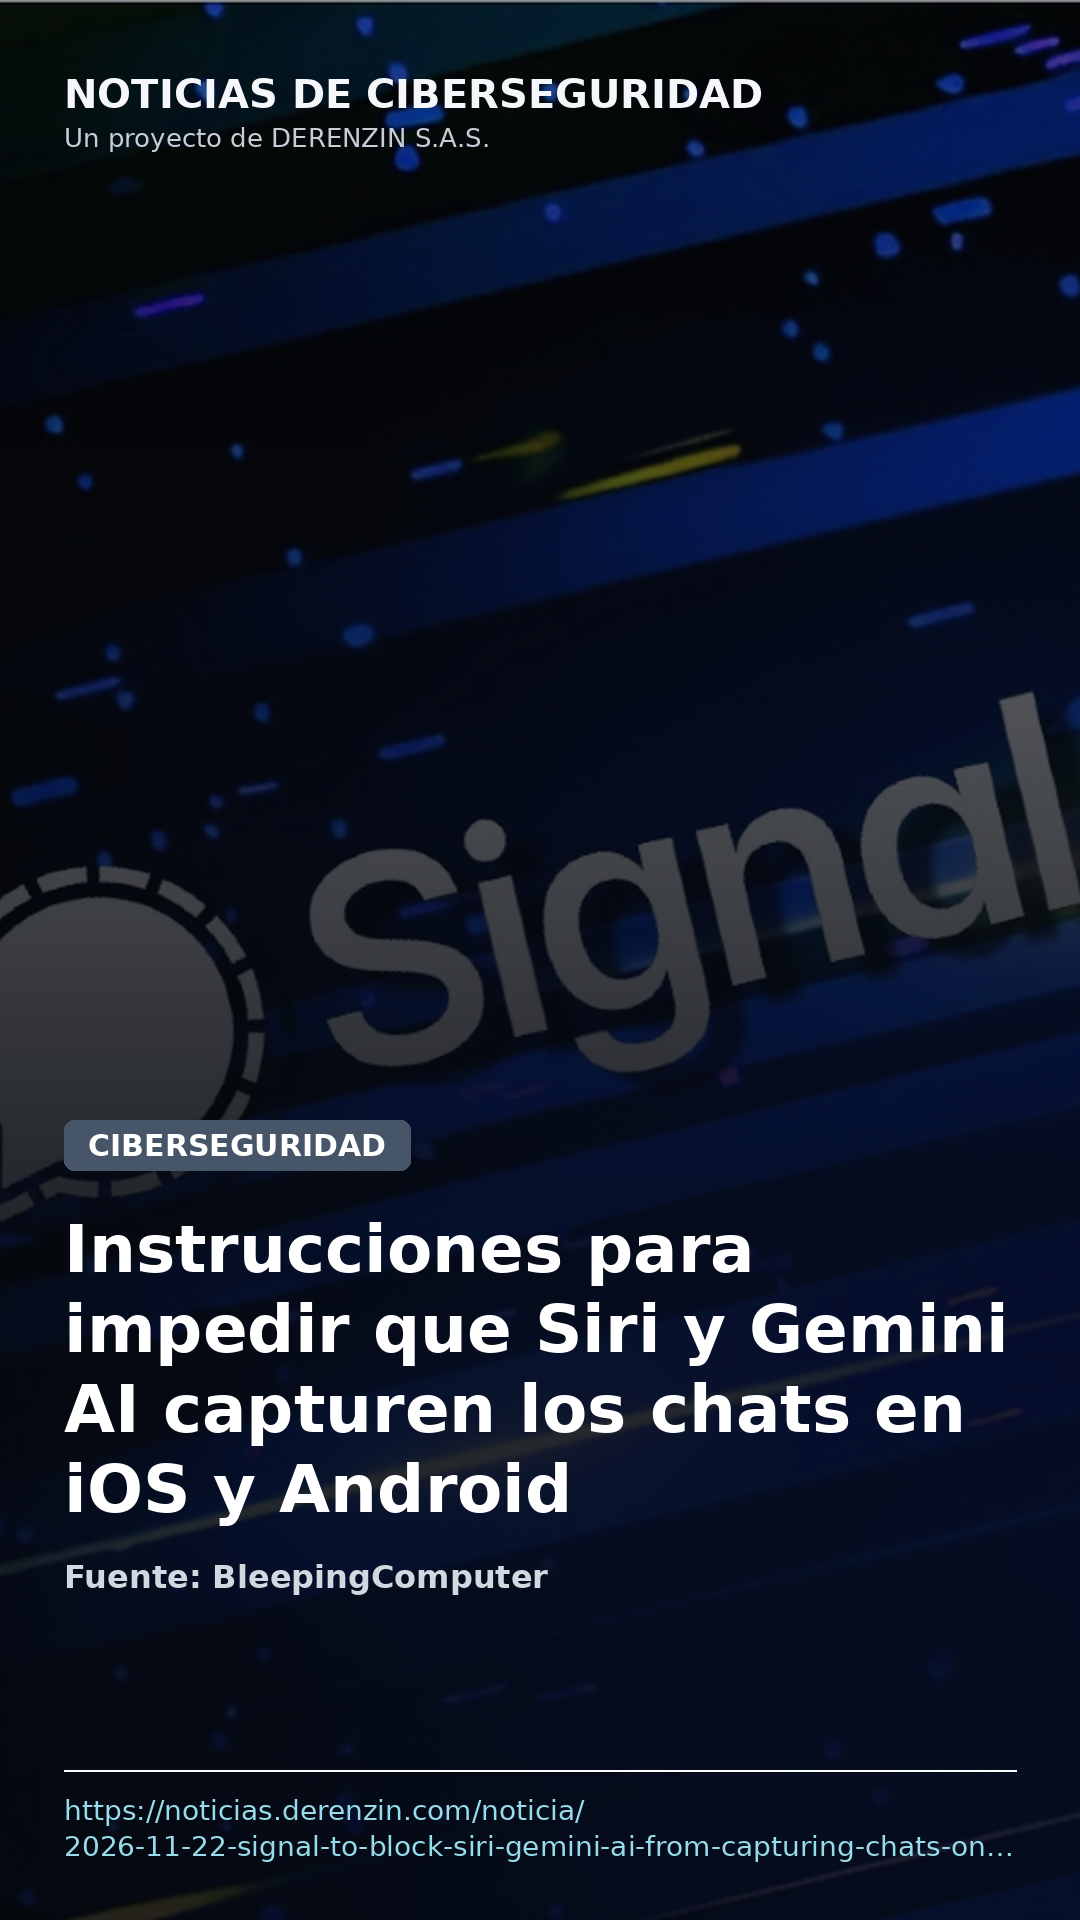 NOTICIAS DE CIBERSEGURIDAD
Un proyecto de DERENZIN S.A.S.
Signal
CIBERSEGURIDAD
Instrucciones para
impedir que Siri y Gemini
AI capturen los chats en
iOS y Android
Fuente: BleepingComputer
https://noticias.derenzin.com/noticia/
2026-11-22-signal-to-block-siri-gemini-ai-from-capturing-chats-on...